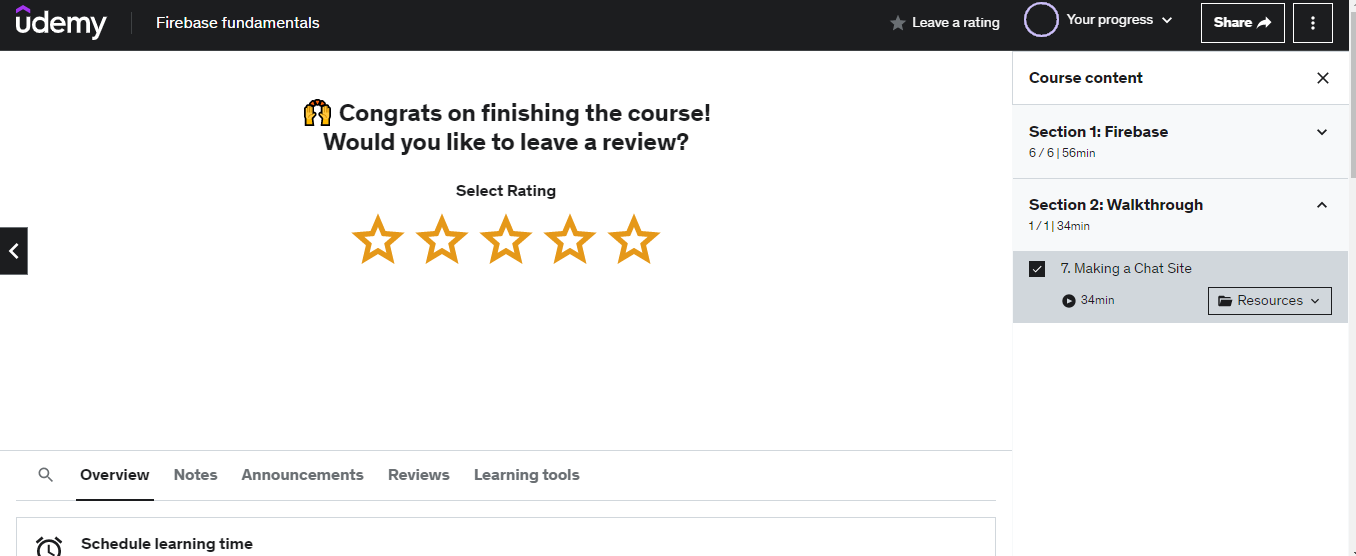 udemy
Firebase fundamentals
Leave a rating
Your progress
Share
Congrats on finishing the course!
Would you like to leave a review?
Select Rating
Course content
Section 1: Firebase
6 / 6 | 56min
Section 2: Walkthrough
1 / 1 | 34min
7. Making a Chat Site
34min
Resources
Overview
Notes
Announcements
Reviews
Learning tools
Schedule learning time